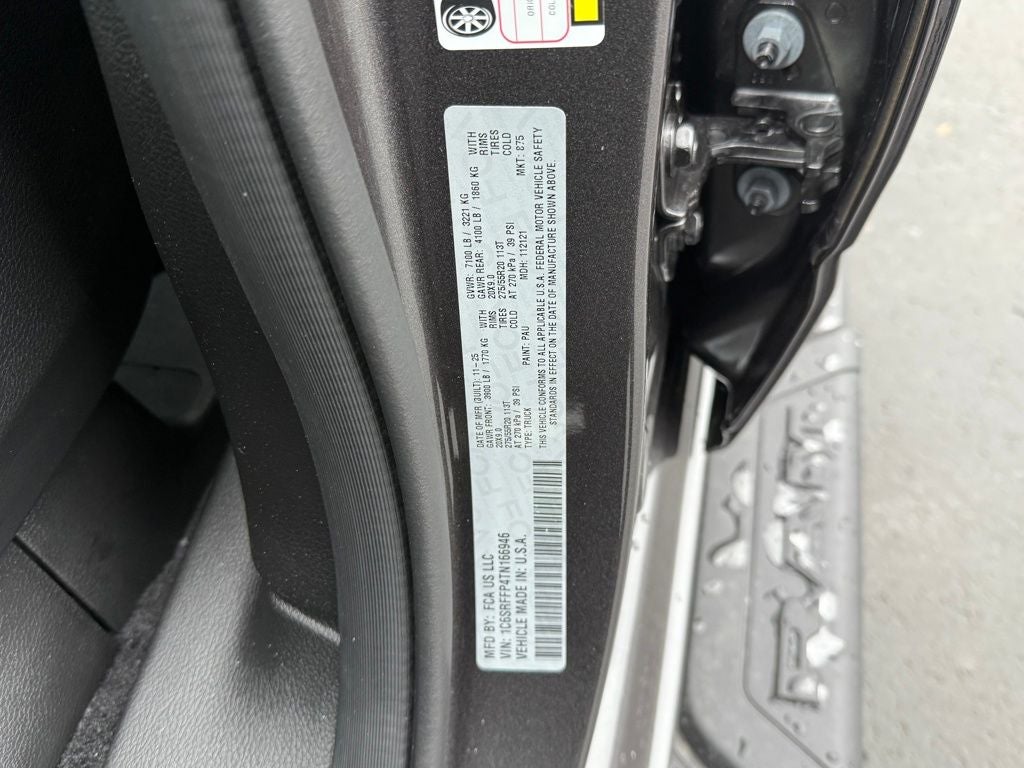 ORIG
COL
MFD BY: FCA US LLC
VIN: 1C6SRFFP4TN166946
VEHICLE MADE IN: U.S.A.
DATE OF MFR (BUILT): 11-25 GVWR: 7100 LB / 3221 KG
GAWR FRONT: 3900 LB / 1770 KG WITH GAWR REAR: 4100 LB / 1860 KG WITH
20X9.0 RIMS 20X9.0 RIMS
275/55R20 113T TIRES 275/55R20 113T TIRES
AT 270 kPa / 39 PSI COLD AT 270 kPa / 39 PSI COLD
TYPE: TRUCK PAINT: PAU MDH: 112121 MKT: 875
THIS VEHICLE CONFORMS TO ALL APPLICABLE U.S.A. FEDERAL MOTOR VEHICLE SAFETY
STANDARDS IN EFFECT ON THE DATE OF MANUFACTURE SHOWN ABOVE.